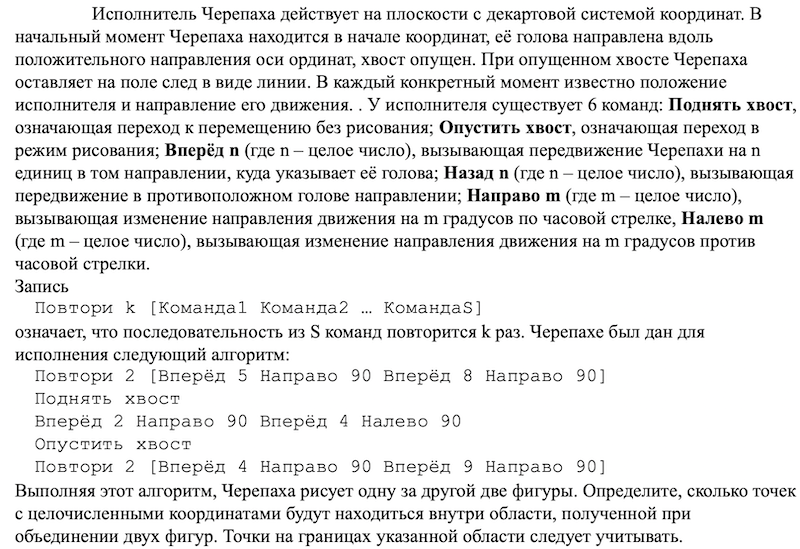 Исполнитель Черепаха действует на плоскости с декартовой системой координат. В
начальный момент Черепаха находится в начале координат, её голова направлена вдоль
положительного направления оси ординат, хвост опущен. При опущенном хвосте Черепаха
оставляет на поле след в виде линии. В каждый конкретный момент известно положение
исполнителя и направление его движения. . У исполнителя существует 6 команд: Поднять хвост,
означающая переход к перемещению без рисования; Опустить хвост, означающая переход в
режим рисования; Вперёд n (где n – целое число), вызывающая передвижение Черепахи на n
единиц в том направлении, куда указывает её голова; Назад n (где n – целое число), вызывающая
передвижение в противоположном голове направлении; Направо m (где m – целое число),
вызывающая изменение направления движения на m градусов по часовой стрелке, Налево m
(где m – целое число), вызывающая изменение направления движения на m градусов против
часовой стрелки.
Запись
Повтори k [Команда1 Команда2 … КомандаS]
означает, что последовательность из S команд повторится k раз. Черепахе был дан для
исполнения следующий алгоритм:
Повтори 2 [Вперёд 5 Направо 90 Вперёд 8 Направо 90]
Поднять хвост
Вперёд 2 Направо 90 Вперёд 4 Налево 90
Опустить хвост
Повтори 2 [Вперёд 4 Направо 90 Вперёд 9 Направо 90]
Выполняя этот алгоритм, Черепаха рисует одну за другой две фигуры. Определите, сколько точек
с целочисленными координатами будут находиться внутри области, полученной при
объединении двух фигур. Точки на границах указанной области следует учитывать.